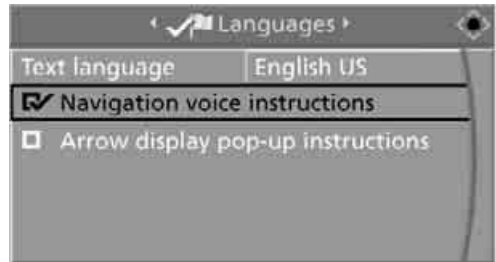 Languages
Text language English US
Navigation voice instructions
Arrow display pop-up instructions